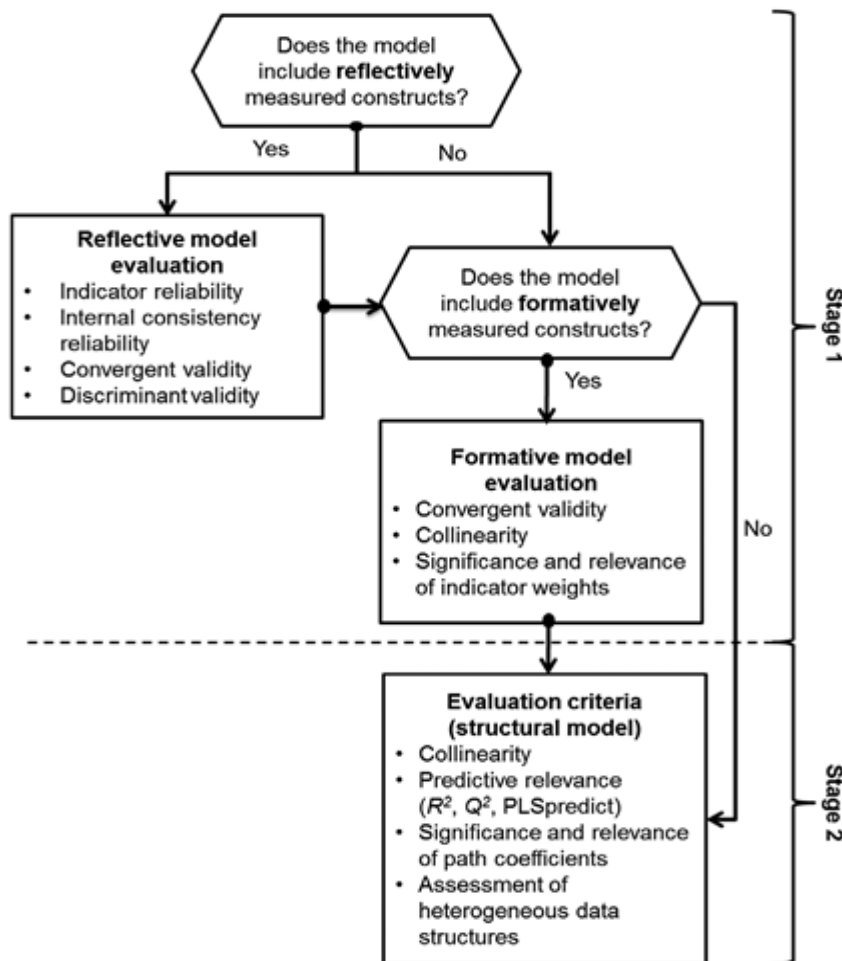 Does the model
include reflectively
measured constructs?
Yes
No
Reflective model
evaluation
• Indicator reliability
• Internal consistency
reliability
• Convergent validity
• Discriminant validity
Does the model
include formatively
measured constructs?
Yes
No
Formative model
evaluation
• Convergent validity
• Collinearity
• Significance and relevance
of indicator weights
Stage 1
Evaluation criteria
(structural model)
• Collinearity
• Predictive relevance
(R², Q², PLSpredict)
• Significance and relevance
of path coefficients
• Assessment of
heterogeneous data
structures
Stage 2